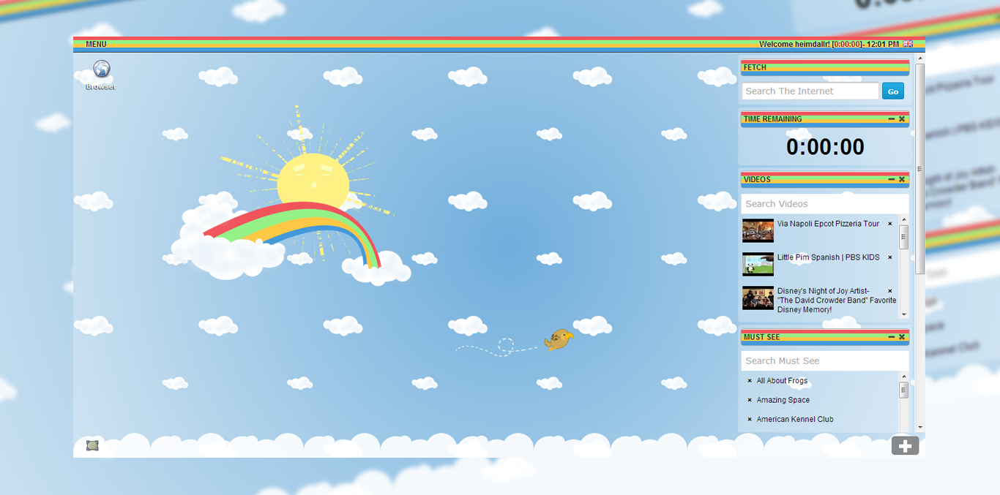 MENU
Welcome heimdallr! [0:00:00]- 12:01 PM
Browser
FETCH
Search The Internet
Go
TIME REMAINING
0:00:00
VIDEOS
Search Videos
Via Napoli Epcot Pizzeria Tour
Little Pim Spanish | PBS KIDS
Disney's Night of Joy Artist-
"The David Crowder Band" Favorite
Disney Memory!
MUST SEE
Search Must See
All About Frogs
Amazing Space
American Kennel Club